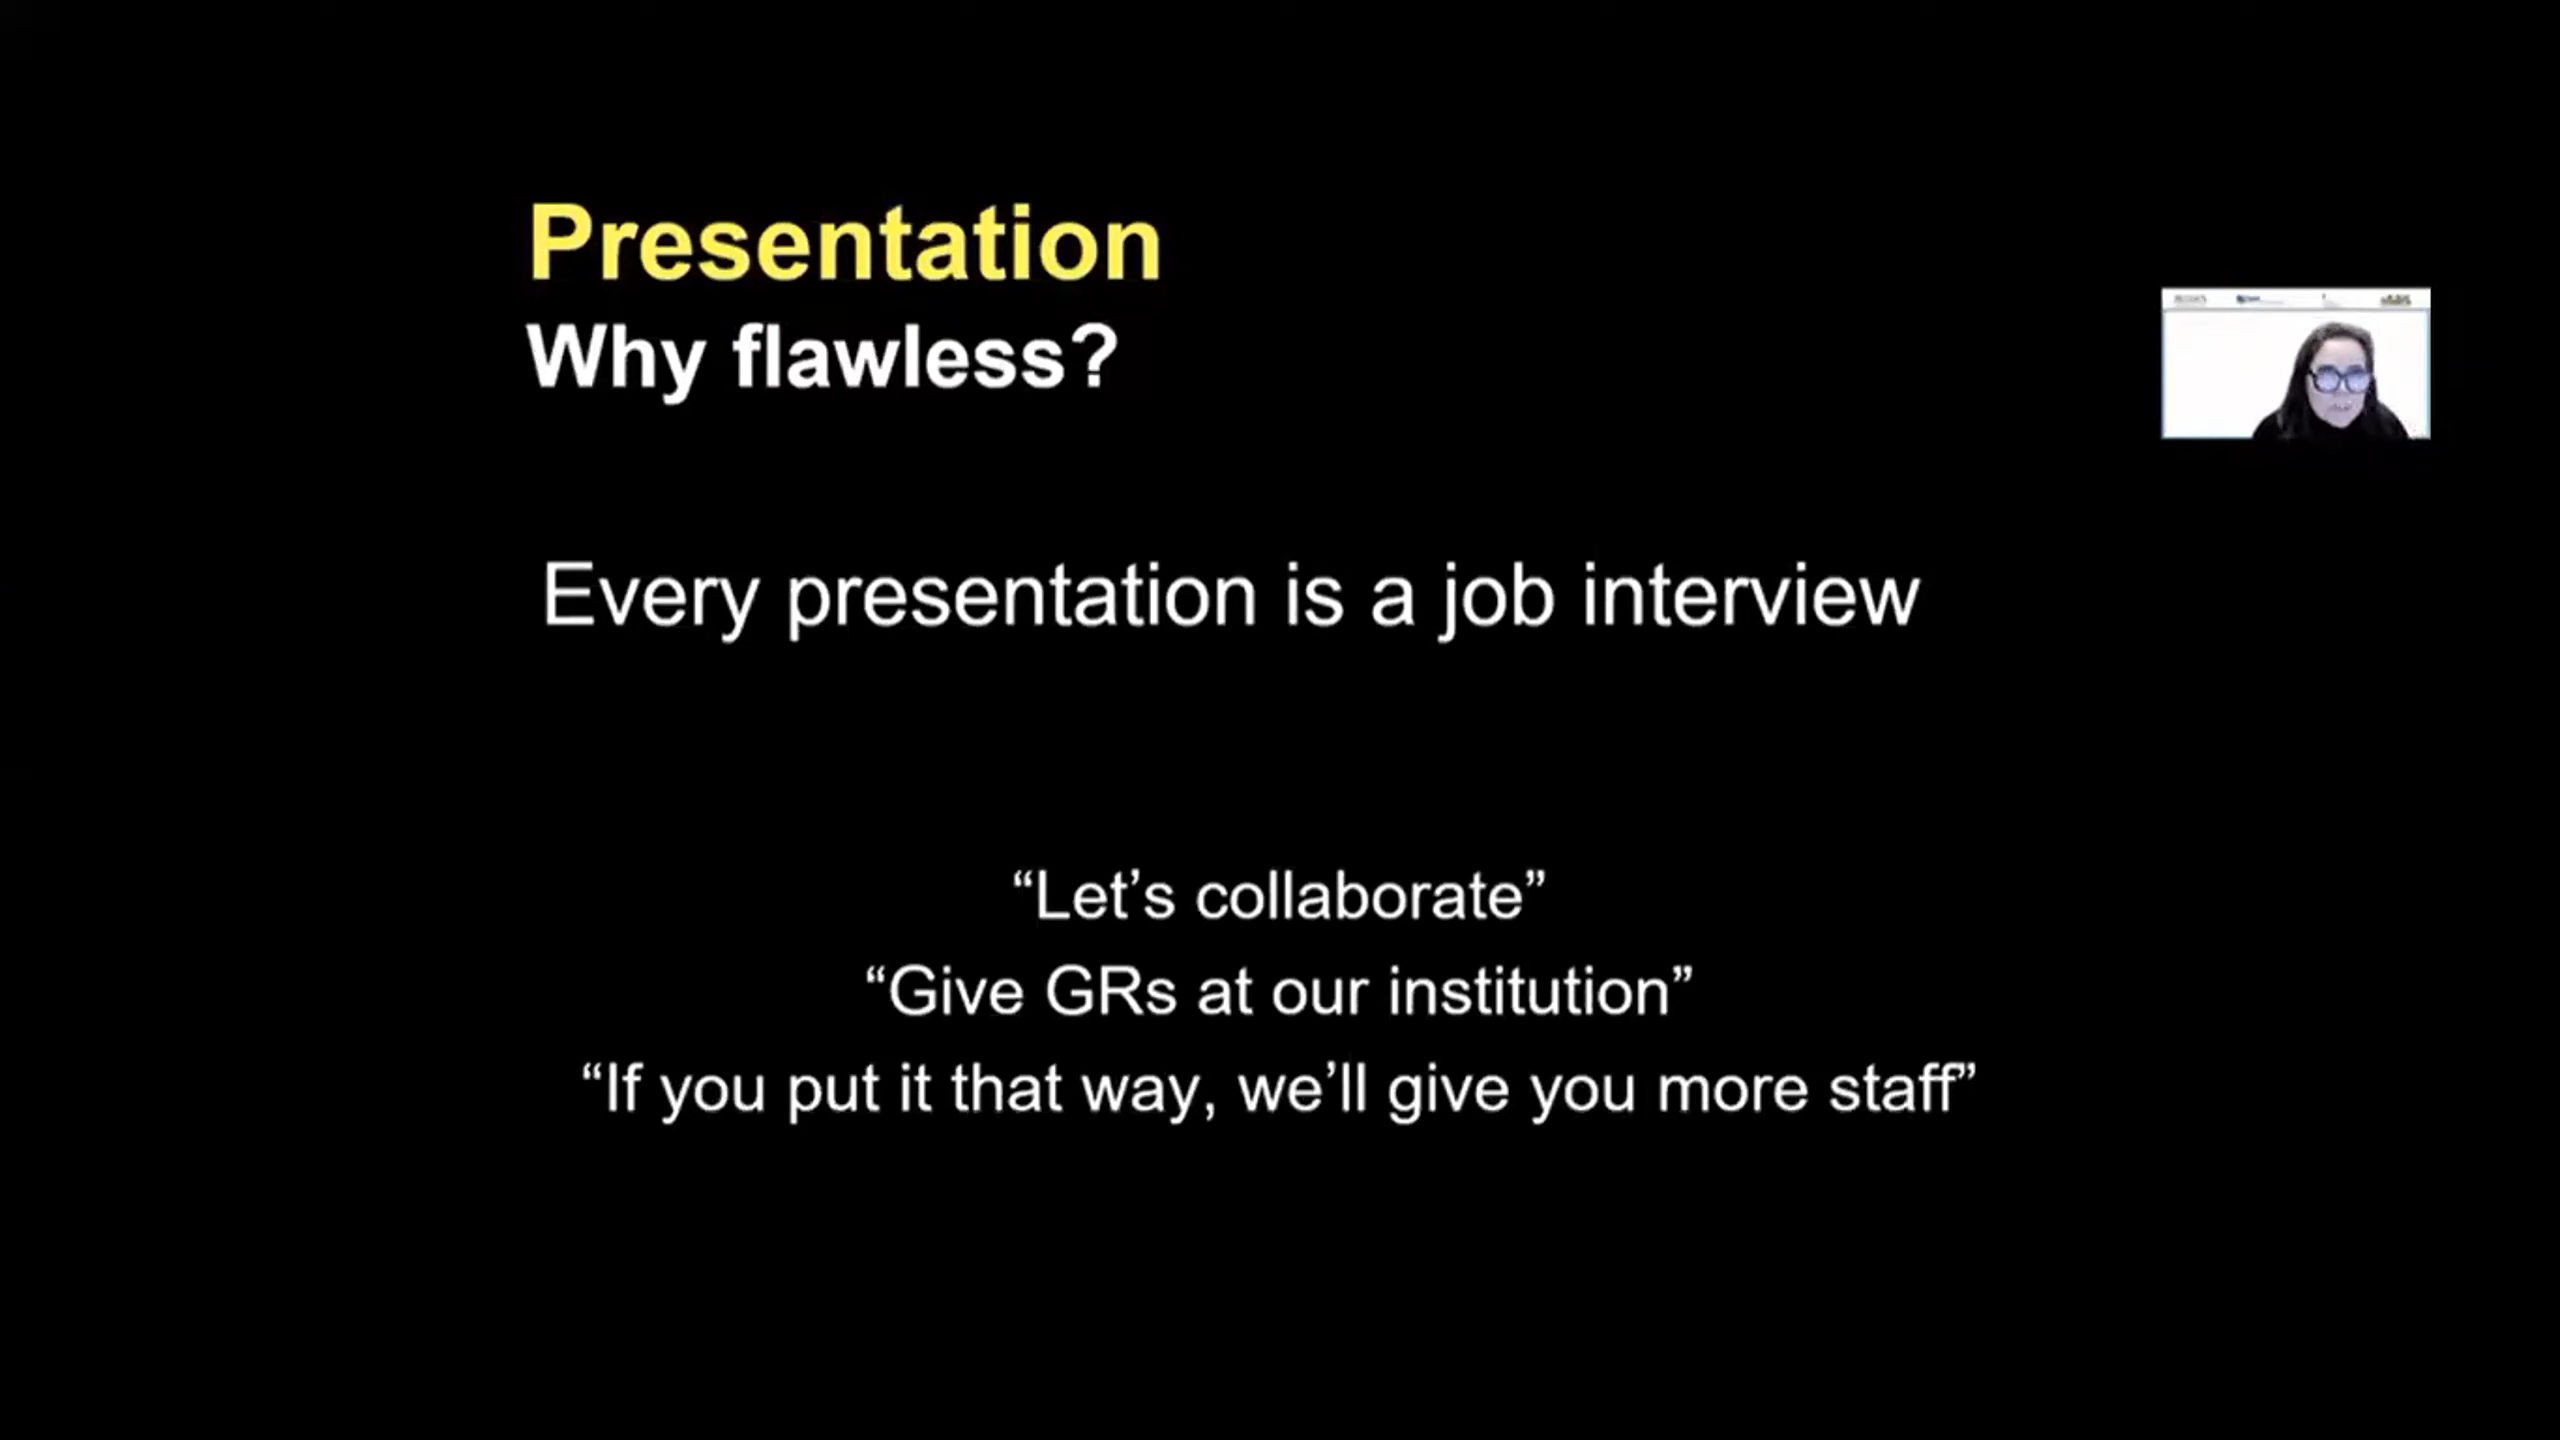 Presentation
Why flawless?
Every presentation is a job interview
“Let’s collaborate”
“Give GRs at our institution”
“If you put it that way, we’ll give you more staff”